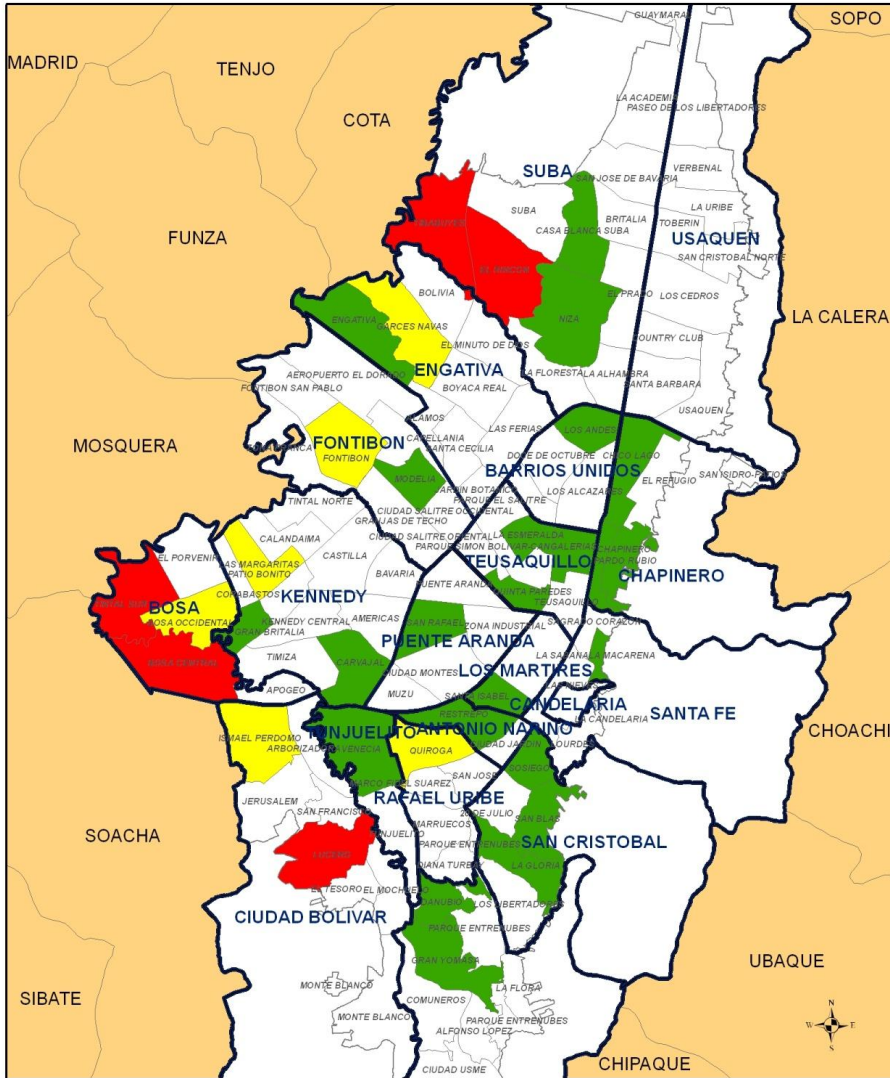 GUAYMARAL
SOPO
MADRID
TENJO
COTA
LA ACADEMIA
PASEO DE LOS LIBERTADORES
SUBA
SAN JOSE DE BAVARIA
VERBENAL
SUBA
LA URIBE
BRITALIA
TOBERIN
CASA BLANCA SUBA
USAQUEN
FUNZA
SAN CRISTOBAL NORTE
EL RINCON
BOLIVIA
EL PRADO
LOS CEDROS
ENGATIVA
GARCES NAVAS
NIZA
LA CALERA
EL MINUTO DE DIOS
COUNTRY CLUB
ENGATIVA
AEROPUERTO EL DORADO
LA FLORESTA
LA ALHAMBRA
FONTIBON SAN PABLO
BOYACA REAL
SANTA BARBARA
USAQUEN
ALAMOS
LAS FERIAS
LOS ANDES
MOSQUERA
FONTIBON
CAPELLANIA
SANTA CECILIA
DOCE DE OCTUBRE
CHICO LAGO
FONTIBON
BARRIOS UNIDOS
EL REFUGIO
SAN ISIDRO-PATIOS
MODELIA
JARDIN BOTANICO
LOS ALCAZARES
TINTAL NORTE
PARQUE EL SALITRE
CIUDAD SALITRE OCCIDENTAL
GRANJAS DE TECHO
CALANDAIMA
CIUDAD SALITRE ORIENTAL
LA ESMERALDA
PARQUE SIMON BOLIVAR-CAN
GALERIAS
CHAPINERO
EL PORVENIR
CASTILLA
TEUSAQUILLO
PARDO RUBIO
LAS MARGARITAS
PATIO BONITO
BAVARIA
CHAPINERO
PUENTE ARANDA
CORABASTOS
KENNEDY
QUINTA PAREDES
BOSA
TEUSAQUILLO
BOSA OCCIDENTAL
KENNEDY CENTRAL
AMERICAS
SAN RAFAEL
ZONA INDUSTRIAL
SAGRADO CORAZON
GRAN BRITALIA
PUENTE ARANDA
BOSA CENTRAL
TIMIZA
CARVAJAL
CIUDAD MONTES
LOS MARTIRES
LA SABANA
LA MACARENA
APOGEO
MUZU
SANTA ISABEL
LAS NIEVES
CANDELARIA
SANTA FE
RESTREPO
LA CANDELARIA
CHOACHI
ISMAEL PERDOMO
TUNJUELITO
ANTONIO NARINO
ARBORIZADORA
VENECIA
QUIROGA
CIUDAD JARDIN
LOURDES
SOSIEGO
MARCO FIDEL SUAREZ
SAN JOSE
JERUSALEM
RAFAEL URIBE
SAN FRANCISCO
20 DE JULIO
SAN BLAS
SOACHA
TUNJUELITO
MARRUECOS
SAN CRISTOBAL
LUCERO
PARQUE ENTRENUBES
DIANA TURBAY
LA GLORIA
EL TESORO
EL MOCHUELO
DANUBIO
LOS LIBERTADORES
CIUDAD BOLIVAR
PARQUE ENTRENUBES
UBAQUE
GRAN YOMASA
SIBATE
MONTE BLANCO
COMUNEROS
LA FLORA
MONTE BLANCO
PARQUE ENTRENUBES
ALFONSO LOPEZ
CHIPAQUE
CIUDAD USME
N
W
E
S